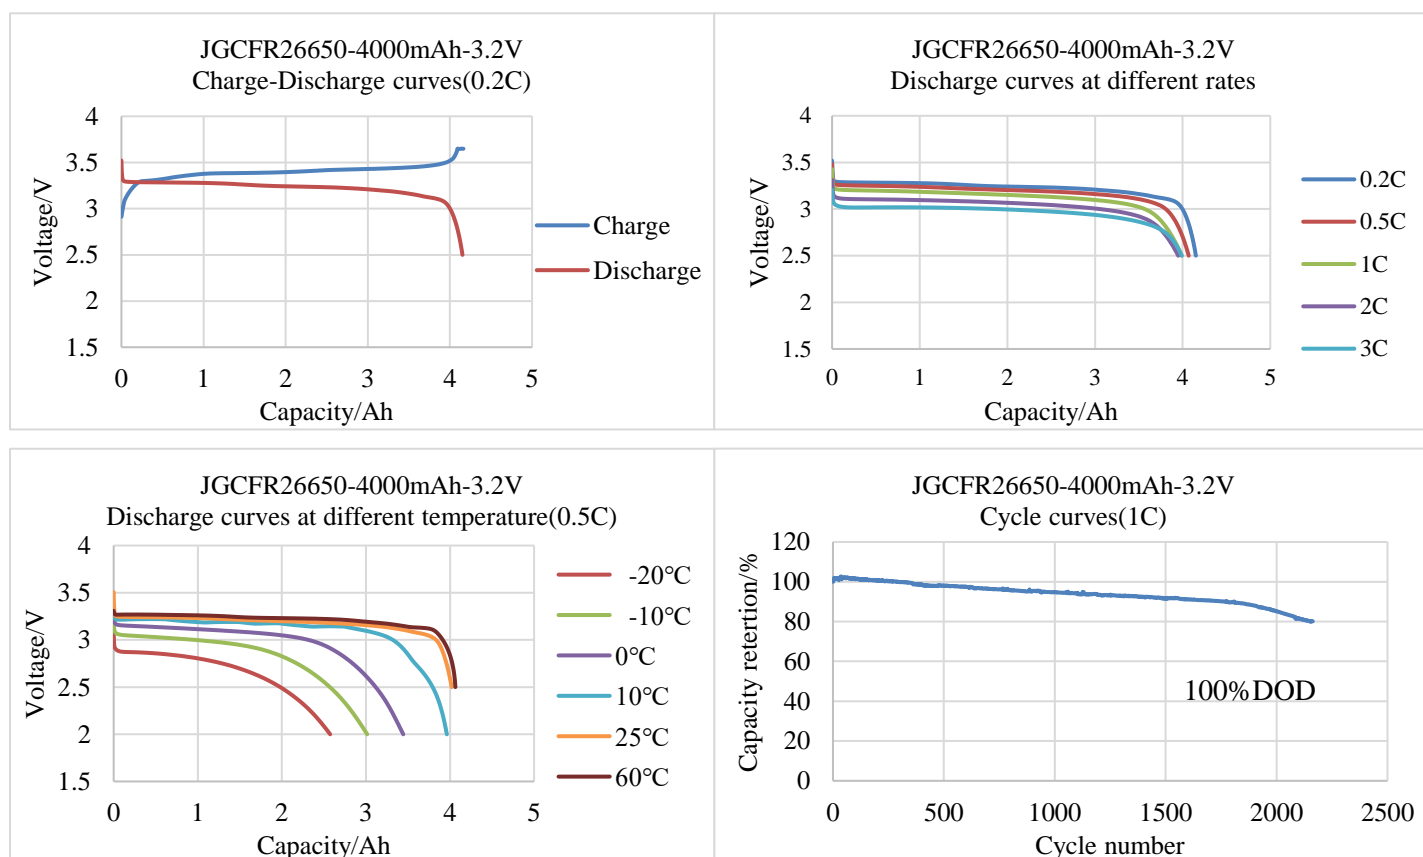 JGCFR26650-4000mAh-3.2V
Charge-Discharge curves(0.2C)
4
3.5
3
2.5
2
1.5
Voltage/V
0 1 2 3 4 5
Capacity/Ah
Charge
Discharge
JGCFR26650-4000mAh-3.2V
Discharge curves at different rates
4
3.5
3
2.5
2
1.5
Voltage/V
0 1 2 3 4 5
Capacity/Ah
0.2C
0.5C
1C
2C
3C
JGCFR26650-4000mAh-3.2V
Discharge curves at different temperature(0.5C)
4
3.5
3
2.5
2
1.5
Voltage/V
0 1 2 3 4 5
Capacity/Ah
-20℃
-10℃
0℃
10℃
25℃
60℃
JGCFR26650-4000mAh-3.2V
Cycle curves(1C)
120
100
80
60
40
20
0
Capacity retertion/%
100%DOD
0 500 1000 1500 2000 2500
Cycle number